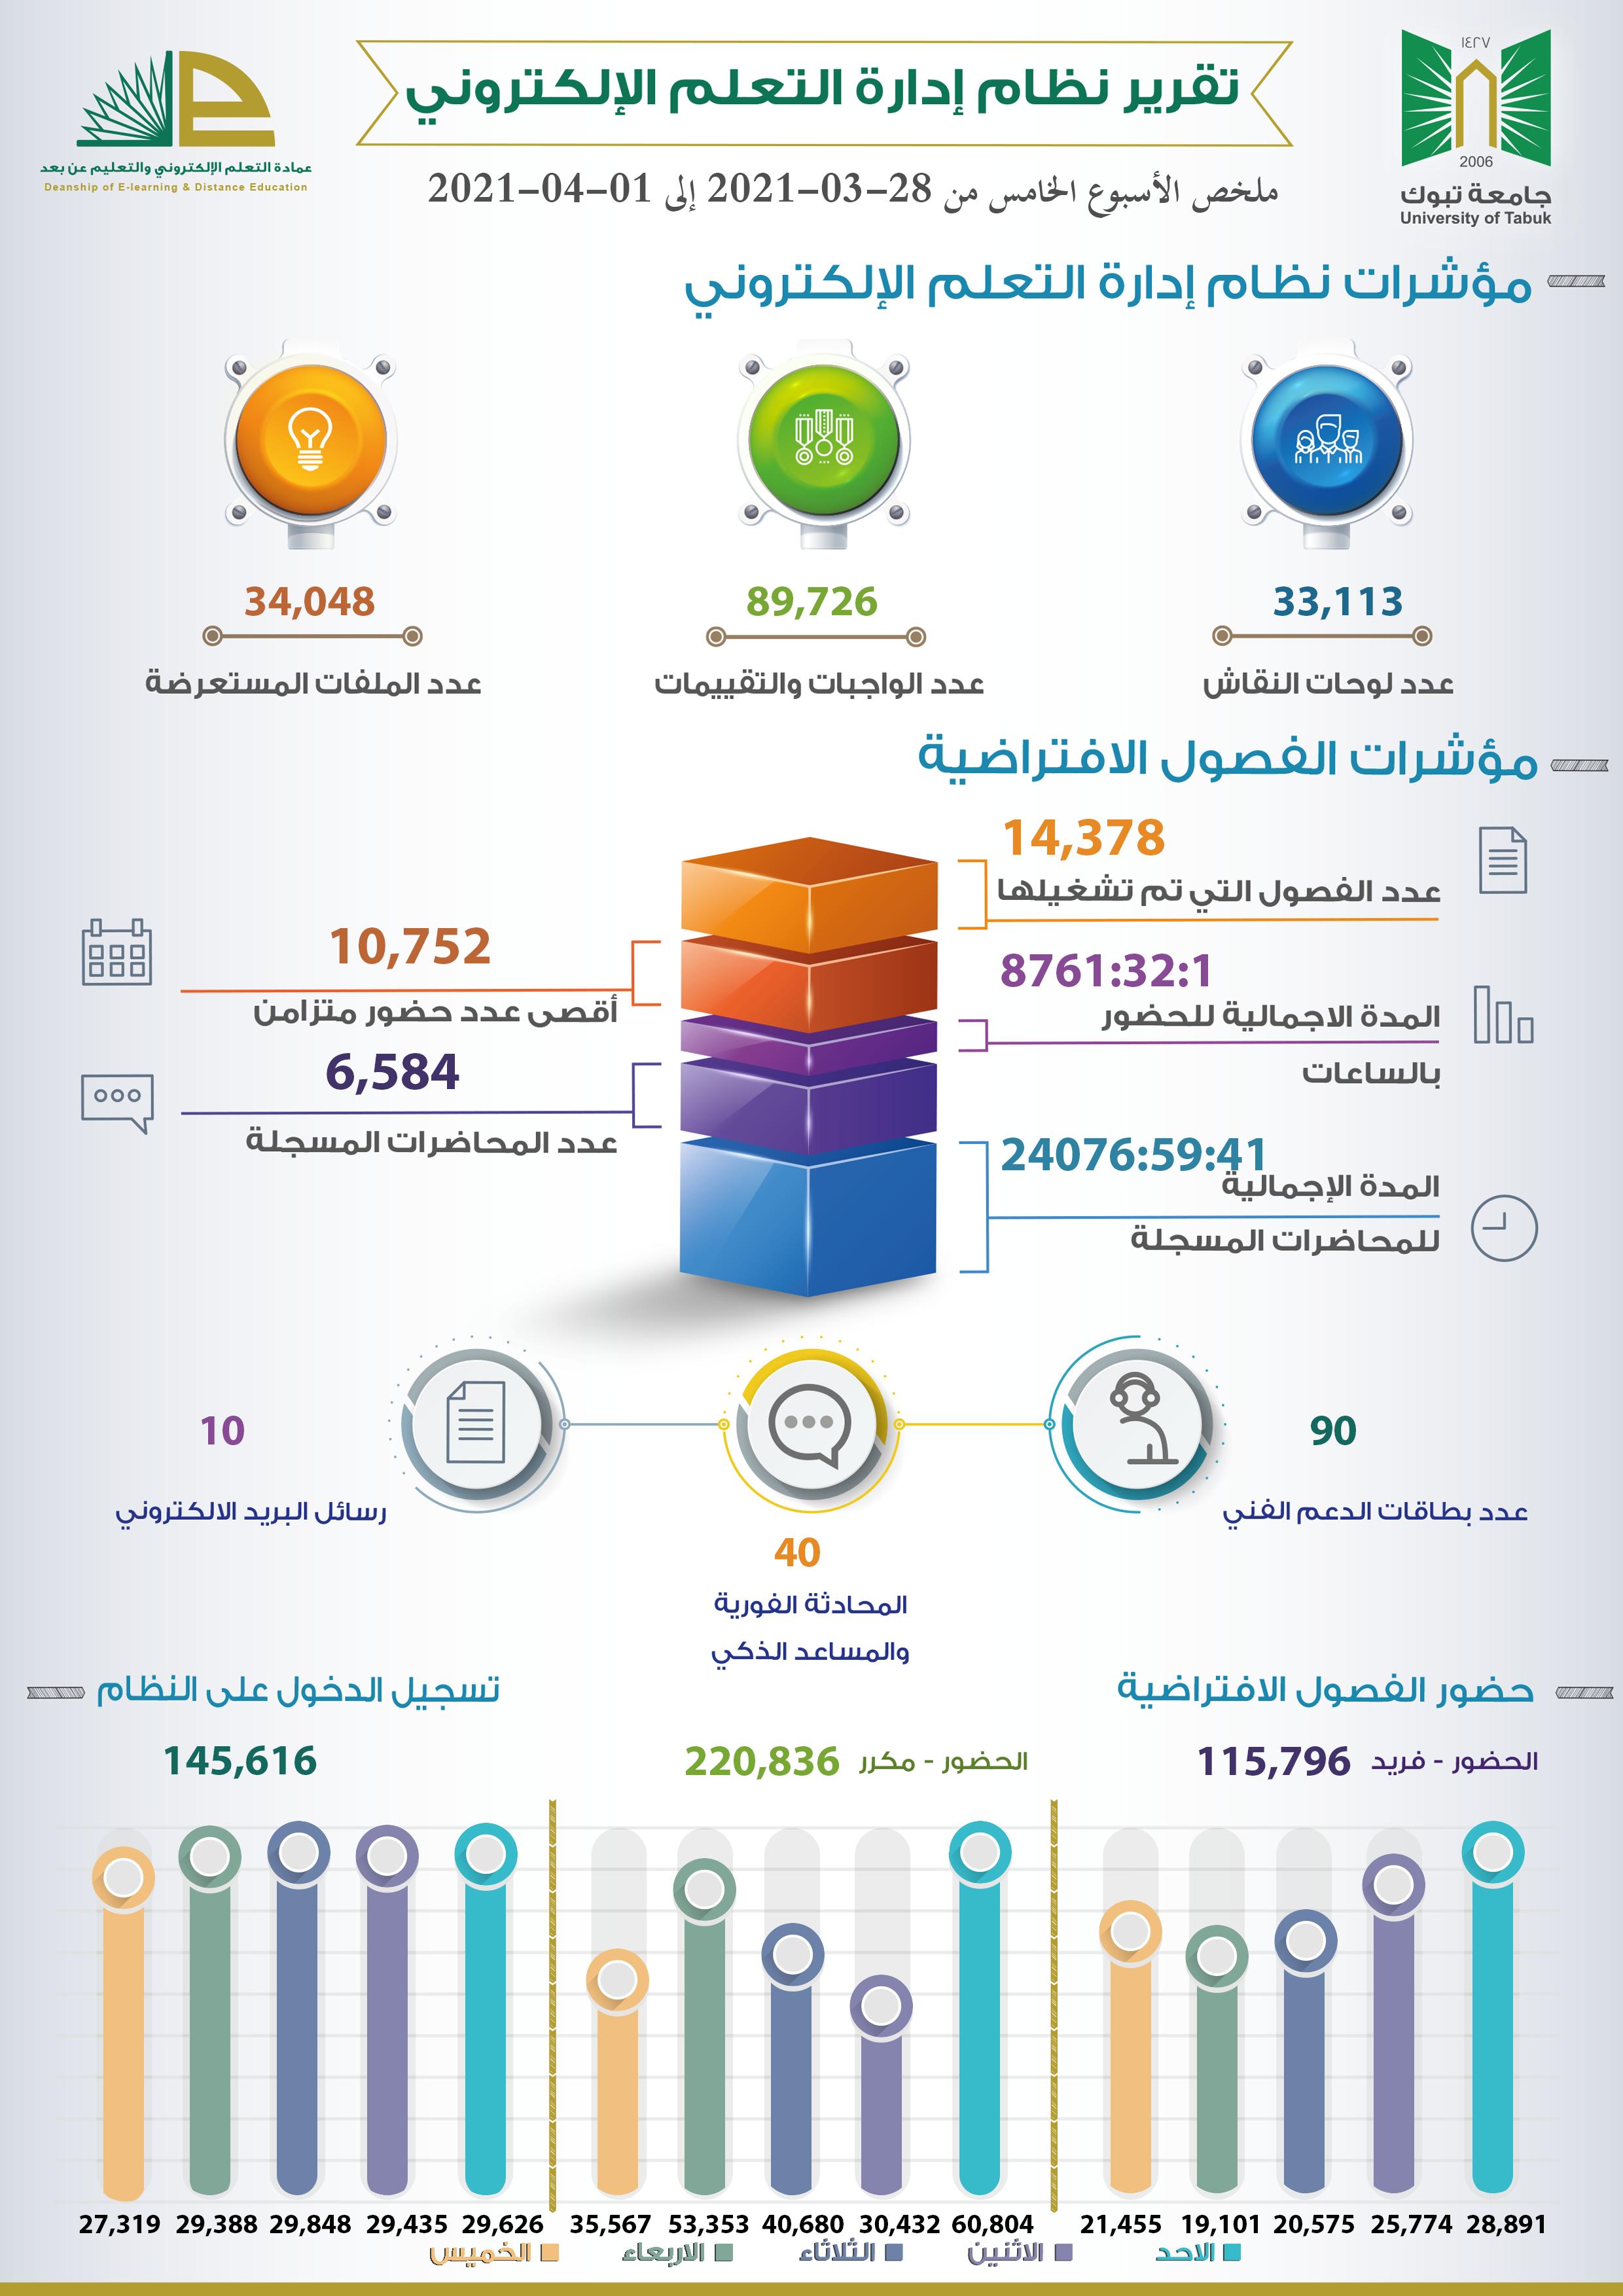 ١٤٢٧
2006
جامعة تبوك
University of Tabuk
تقرير نظام إدارة التعلم الإلكتروني
ملخص الأسبوع الخامس من 28-03-2021 إلى 01-04-2021
عمادة التعلم الإلكتروني والتعليم عن بعد
Deanship of E-learning & Distance Education
مؤشرات نظام إدارة التعلم الإلكتروني
33,113
عدد لوحات النقاش
89,726
عدد الواجبات والتقييمات
34,048
عدد الملفات المستعرضة
مؤشرات الفصول الافتراضية
14,378
عدد الفصول التي تم تشغيلها
8761:32:1
المدة الاجمالية للحضور
بالساعات
24076:59:41
المدة الإجمالية
للمحاضرات المسجلة
10,752
أقصى عدد حضور متزامن
6,584
عدد المحاضرات المسجلة
90
عدد بطاقات الدعم الفني
40
المحادثة الفورية
والمساعد الذكي
10
رسائل البريد الالكتروني
حضور الفصول الافتراضية
الحضور - فريد 115,796
الحضور - مكرر 220,836
تسجيل الدخول على النظام
145,616
28,891 25,774 20,575 19,101 21,455
60,804 30,432 40,680 53,353 35,567
29,626 29,435 29,848 29,388 27,319
الاحد الاثنين الثلاثاء الاربعاء الخميس